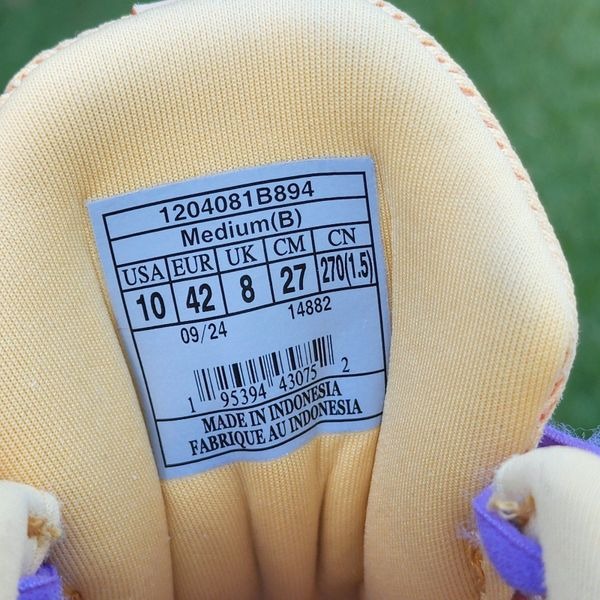 1204081B894
Medium(B)
USA EUR UK CM CN
10 42 8 27 270(1.5)
09/24 14882
1 95394 43075 2
MADE IN INDONESIA
FABRIQUE AU INDONESIA